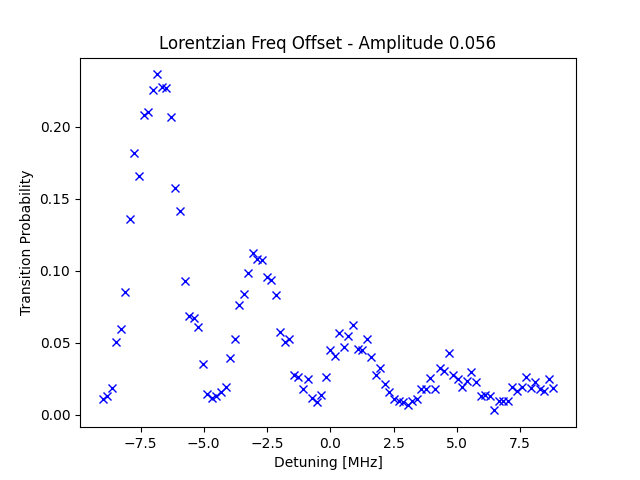 Lorentzian Freq Offset - Amplitude 0.056
Transition Probability
0.20
0.15
0.10
0.05
0.00
−7.5 −5.0 −2.5 0.0 2.5 5.0 7.5
Detuning [MHz]